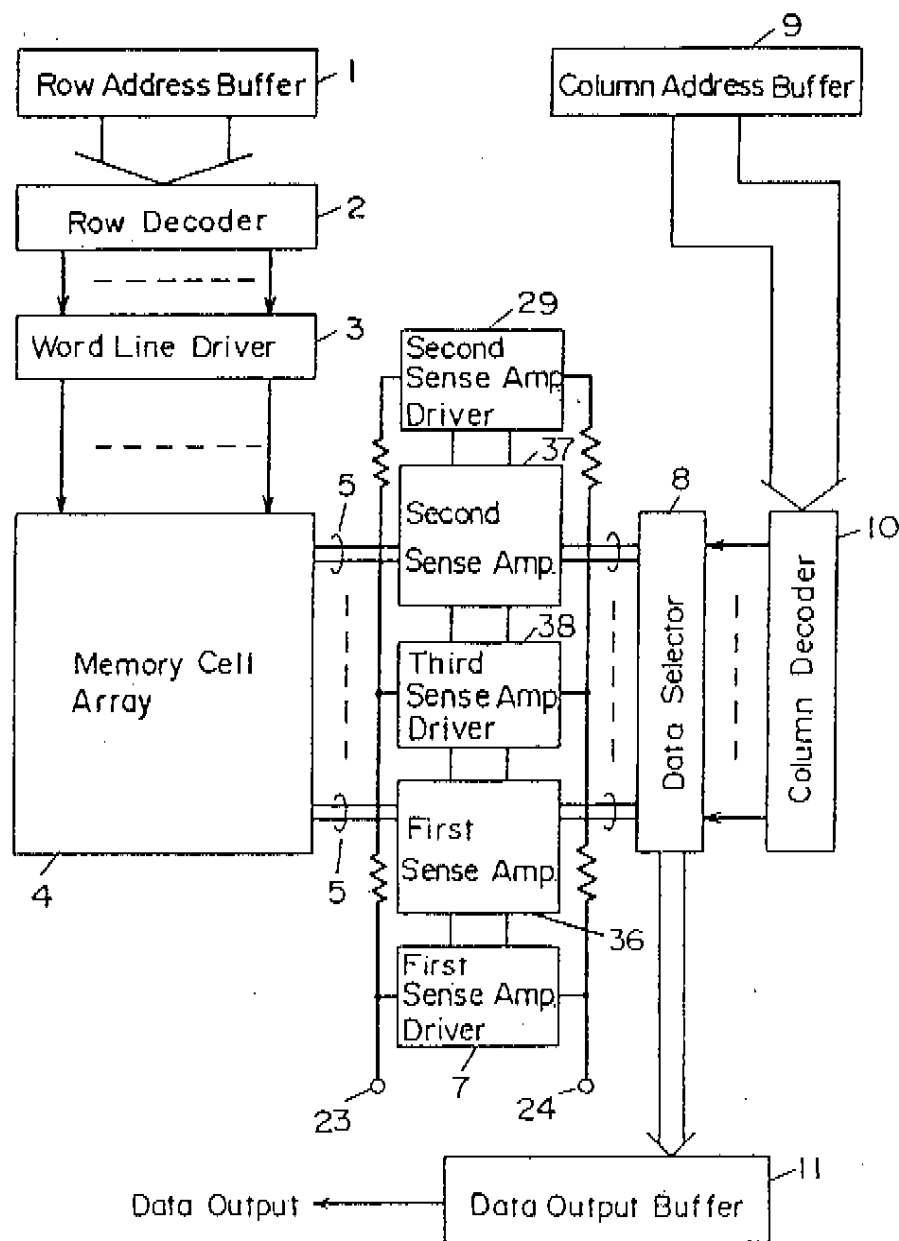 9
Row Address Buffer
1
Column Address Buffer
Row Decoder
2
Word Line Driver
3
29
Second
Sense Amp
Driver
37
5
Second
Sense Amp.
8
10
Memory Cell
Array
38
Third
Sense Amp
Driver
Data Selector
Column Decoder
First
Sense Amp.
4
5
36
First
Sense Amp.
Driver
7
23
24
11
Data Output
Data Output Buffer